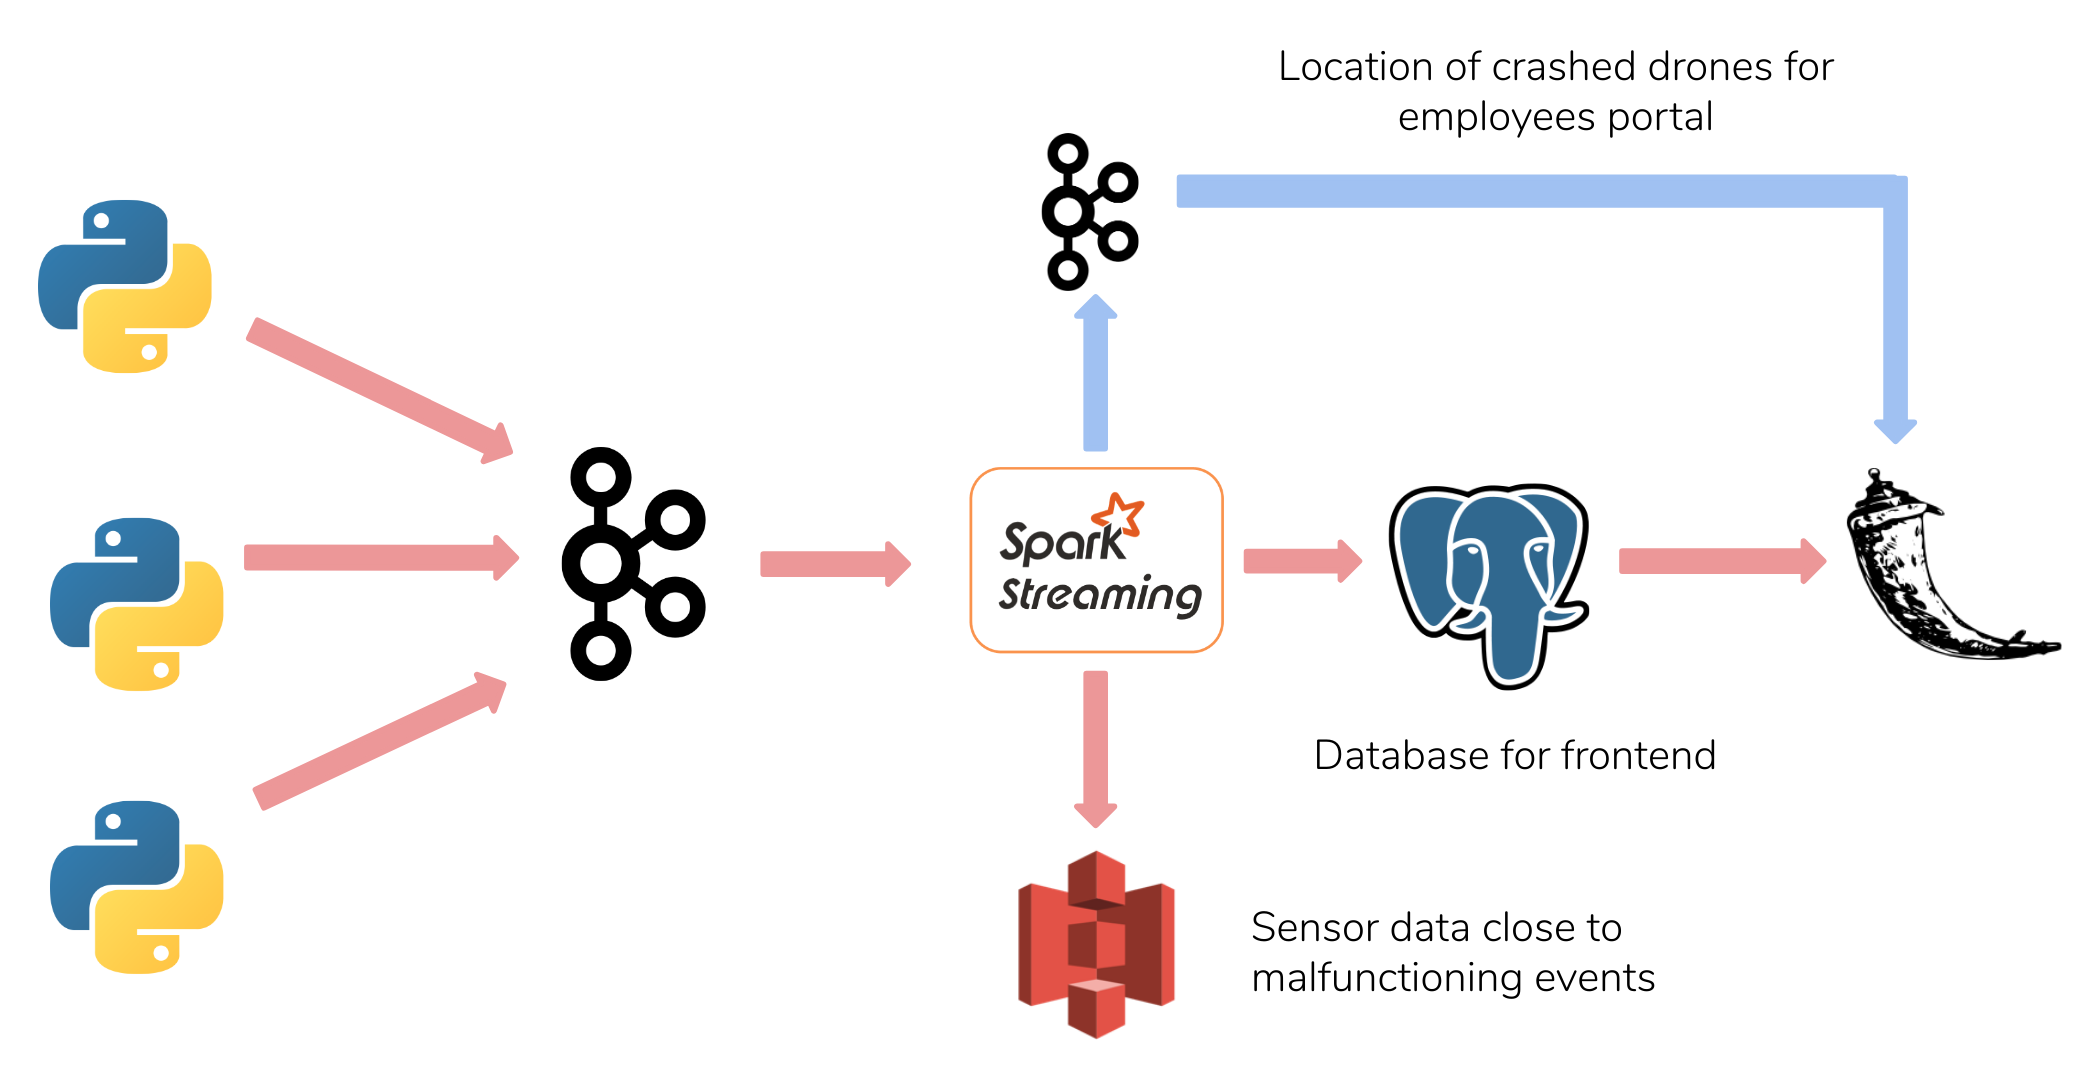 Location of crashed drones for
employees portal
Spark
Streaming
Database for frontend
Sensor data close to
malfunctioning events